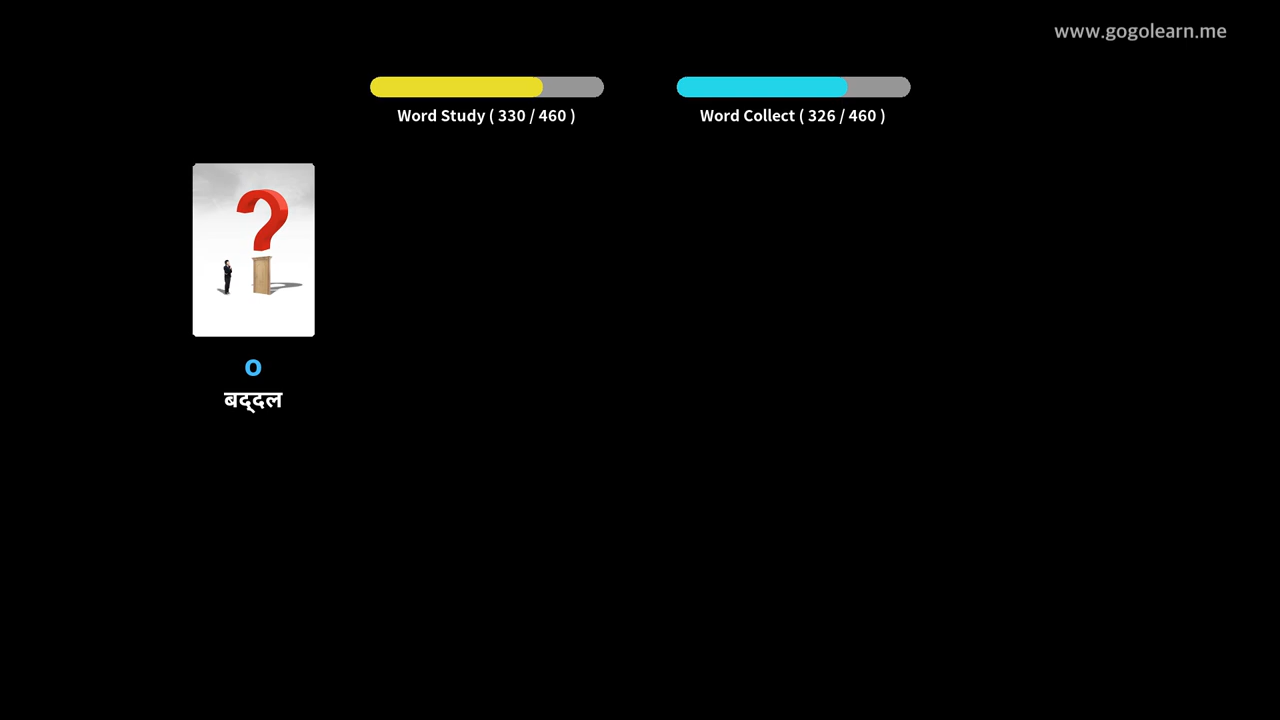 www.gogolearn.me
Word Study ( 330 / 460 )
Word Collect ( 326 / 460 )
?
o
बद्दल